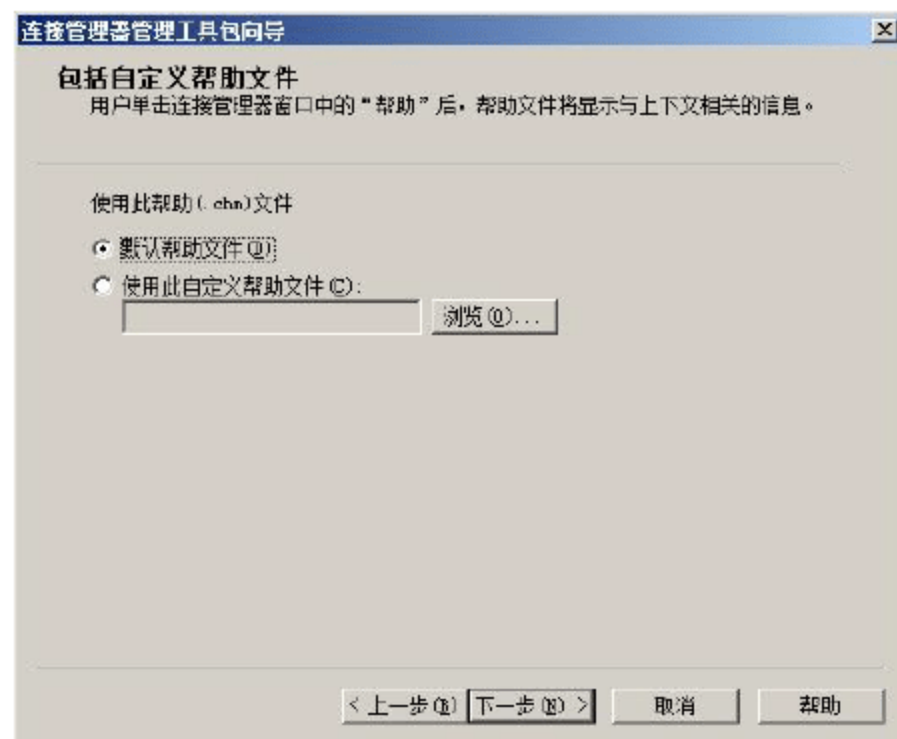 连接管理器管理工具包向导
包括自定义帮助文件
用户单击连接管理器窗口中的“帮助”后，帮助文件将显示与上下文相关的信息。
使用此帮助(.chm)文件
默认帮助文件(D)
使用此自定义帮助文件(C):
浏览(O)...
< 上一步(B) 下一步(N) > 取消 帮助